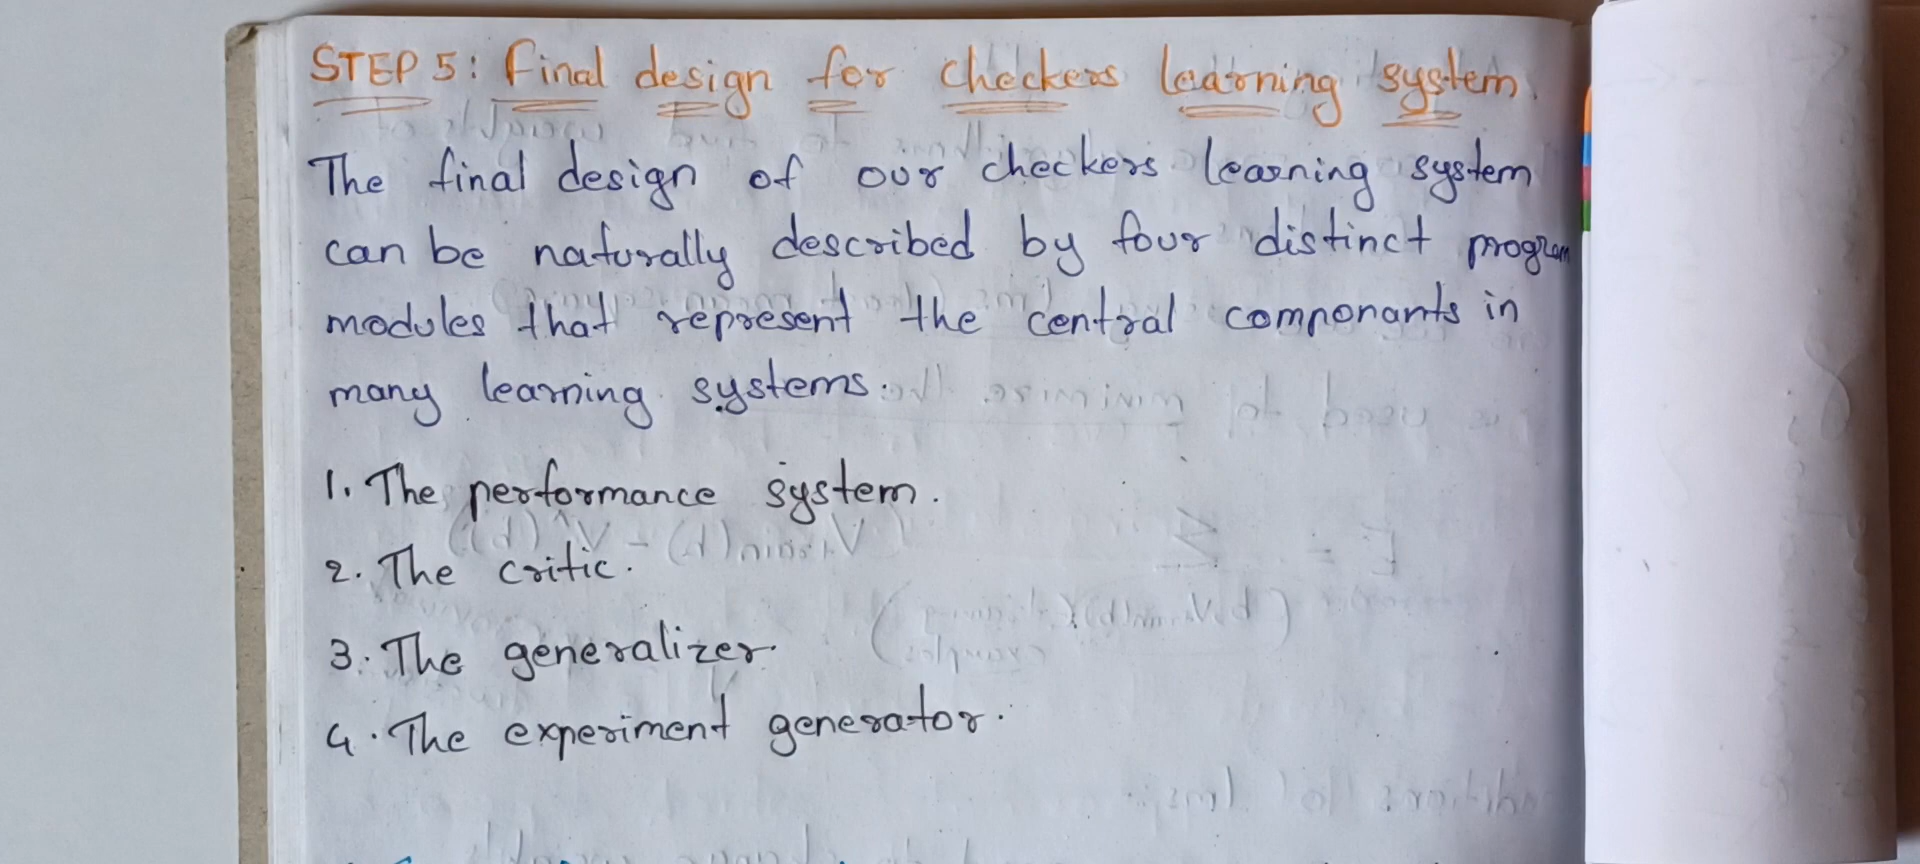 STEP 5: Final design for checkers learning system.
The final design of our checkers learning system
can be naturally described by four distinct program
modules that represent the central componants in
many learning systems.
1. The performance system.
2. The critic.
3. The generalizer.
4. The experiment generator.